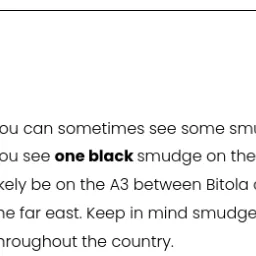 ou can sometimes see some smu
ou see one black smudge on the
kely be on the A3 between Bitola
he far east. Keep in mind smudge
hroughout the country.